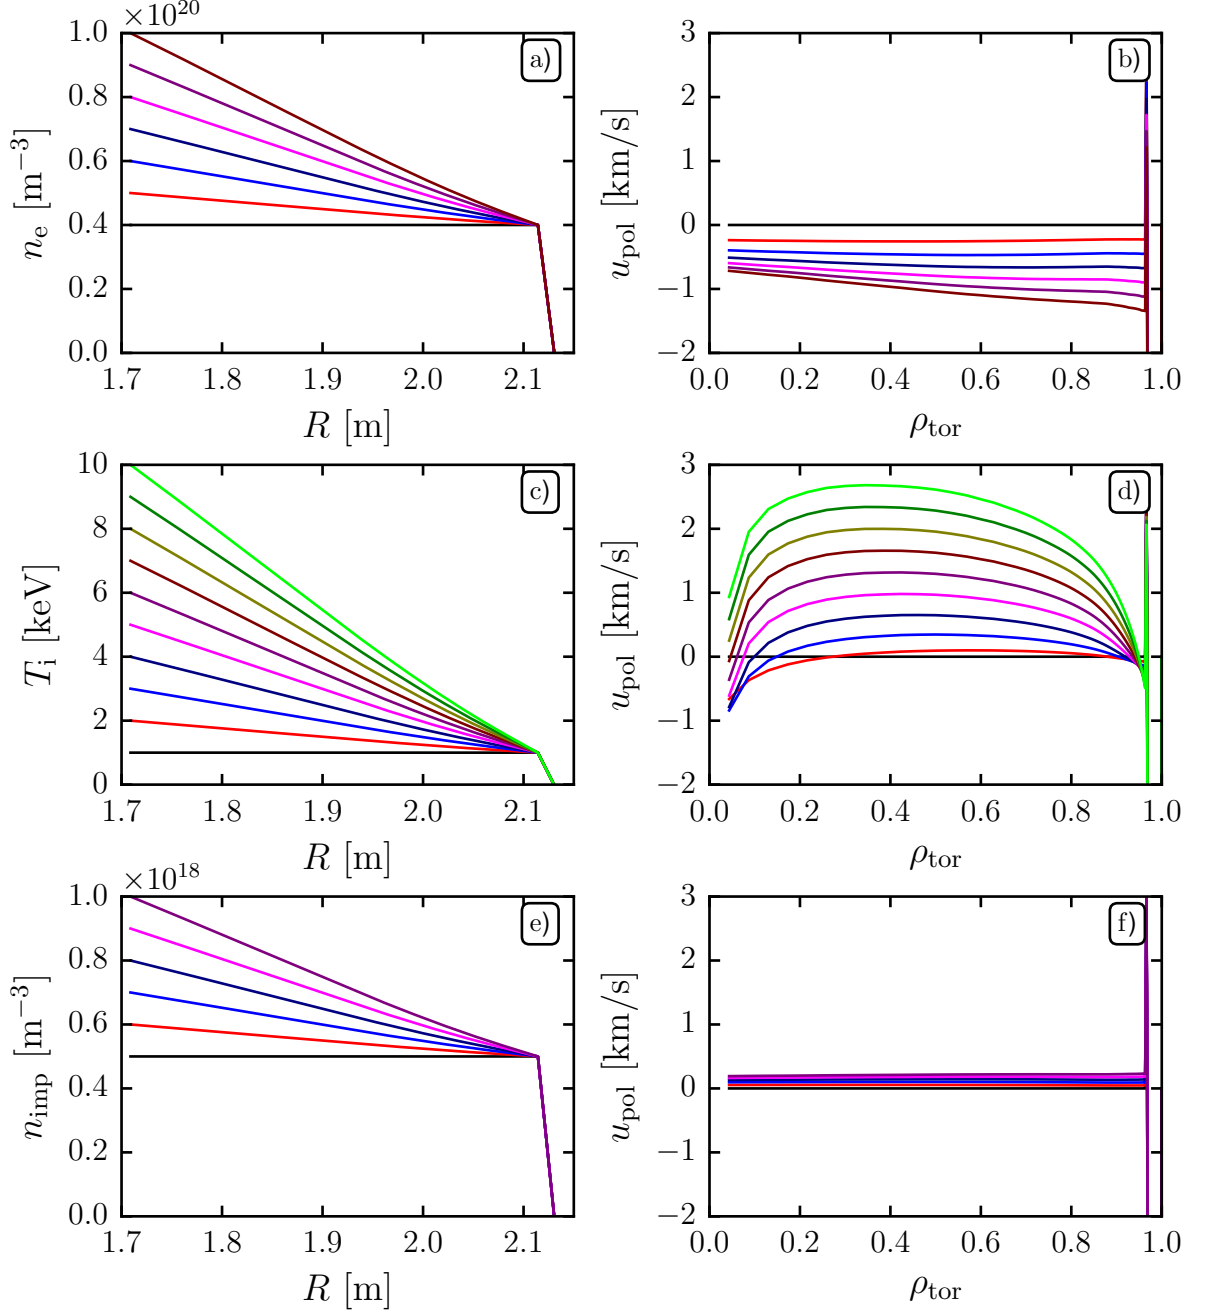 ×10²⁰
a)
1.0
0.8
0.6
0.4
0.2
0.0
nₑ [m⁻³]
1.7 1.8 1.9 2.0 2.1
R [m]
b)
3
2
1
0
−1
−2
u_pol [km/s]
0.0 0.2 0.4 0.6 0.8 1.0
ρ_tor
c)
10
8
6
4
2
0
T_i [keV]
1.7 1.8 1.9 2.0 2.1
R [m]
d)
3
2
1
0
−1
−2
u_pol [km/s]
0.0 0.2 0.4 0.6 0.8 1.0
ρ_tor
×10¹⁸
e)
1.0
0.8
0.6
0.4
0.2
0.0
n_imp [m⁻³]
1.7 1.8 1.9 2.0 2.1
R [m]
f)
3
2
1
0
−1
−2
u_pol [km/s]
0.0 0.2 0.4 0.6 0.8 1.0
ρ_tor